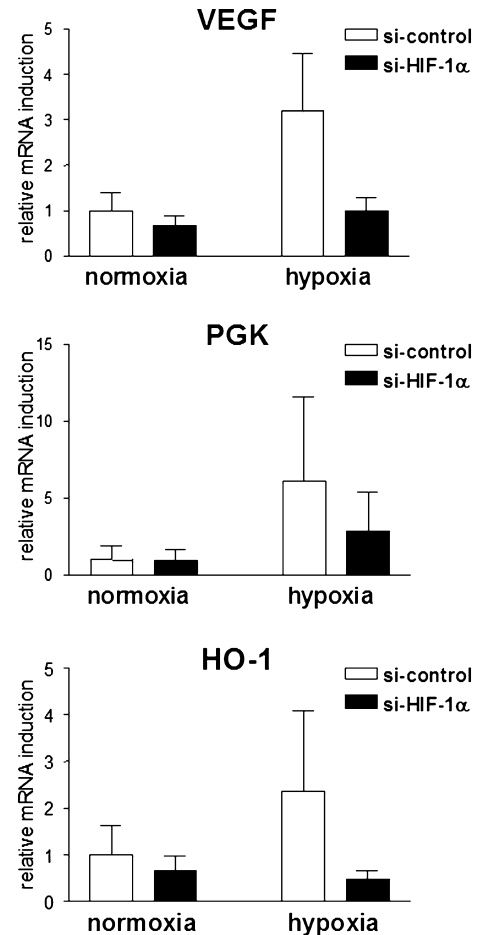 VEGF
si-control
si-HIF-1α
relative mRNA induction
5
4
3
2
1
0
normoxia hypoxia
PGK
si-control
si-HIF-1α
relative mRNA induction
15
10
5
0
normoxia hypoxia
HO-1
si-control
si-HIF-1α
relative mRNA induction
5
4
3
2
1
0
normoxia hypoxia